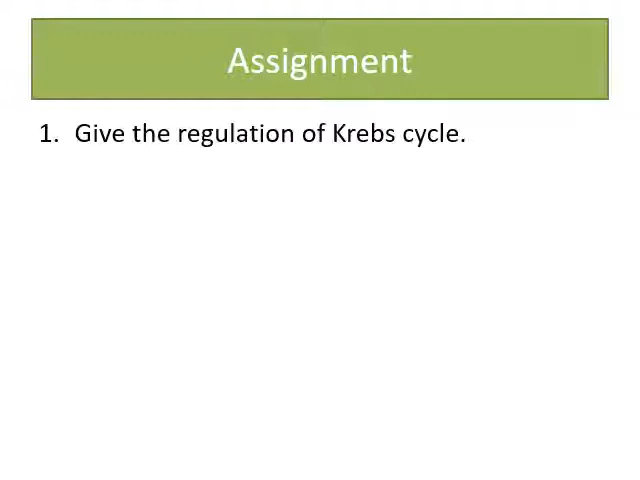 Assignment
1. Give the regulation of Krebs cycle.